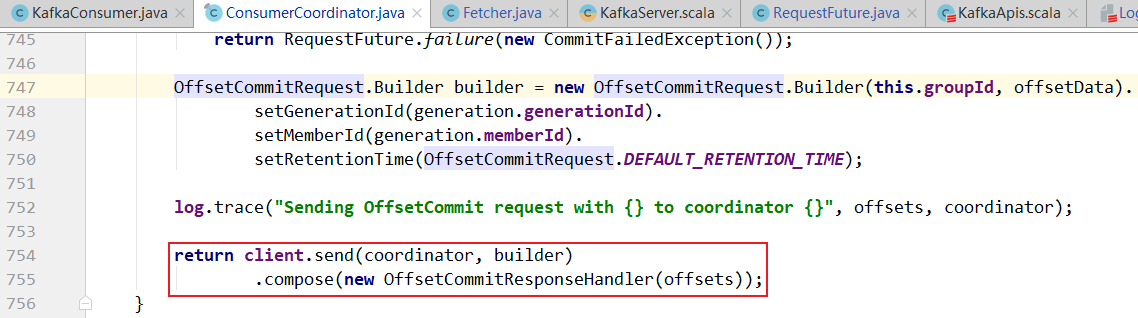 KafkaConsumer.java × ConsumerCoordinator.java × Fetcher.java × KafkaServer.scala × RequestFuture.java × KafkaApis.scala × Lo
745 return RequestFuture.failure(new CommitFailedException());
746
747 OffsetCommitRequest.Builder builder = new OffsetCommitRequest.Builder(this.groupId, offsetData).
748 setGenerationId(generation.generationId).
749 setMemberId(generation.memberId).
750 setRetentionTime(OffsetCommitRequest.DEFAULT_RETENTION_TIME);
751
752 log.trace("Sending OffsetCommit request with {} to coordinator {}", offsets, coordinator);
753
754 return client.send(coordinator, builder)
755 .compose(new OffsetCommitResponseHandler(offsets));
756 }